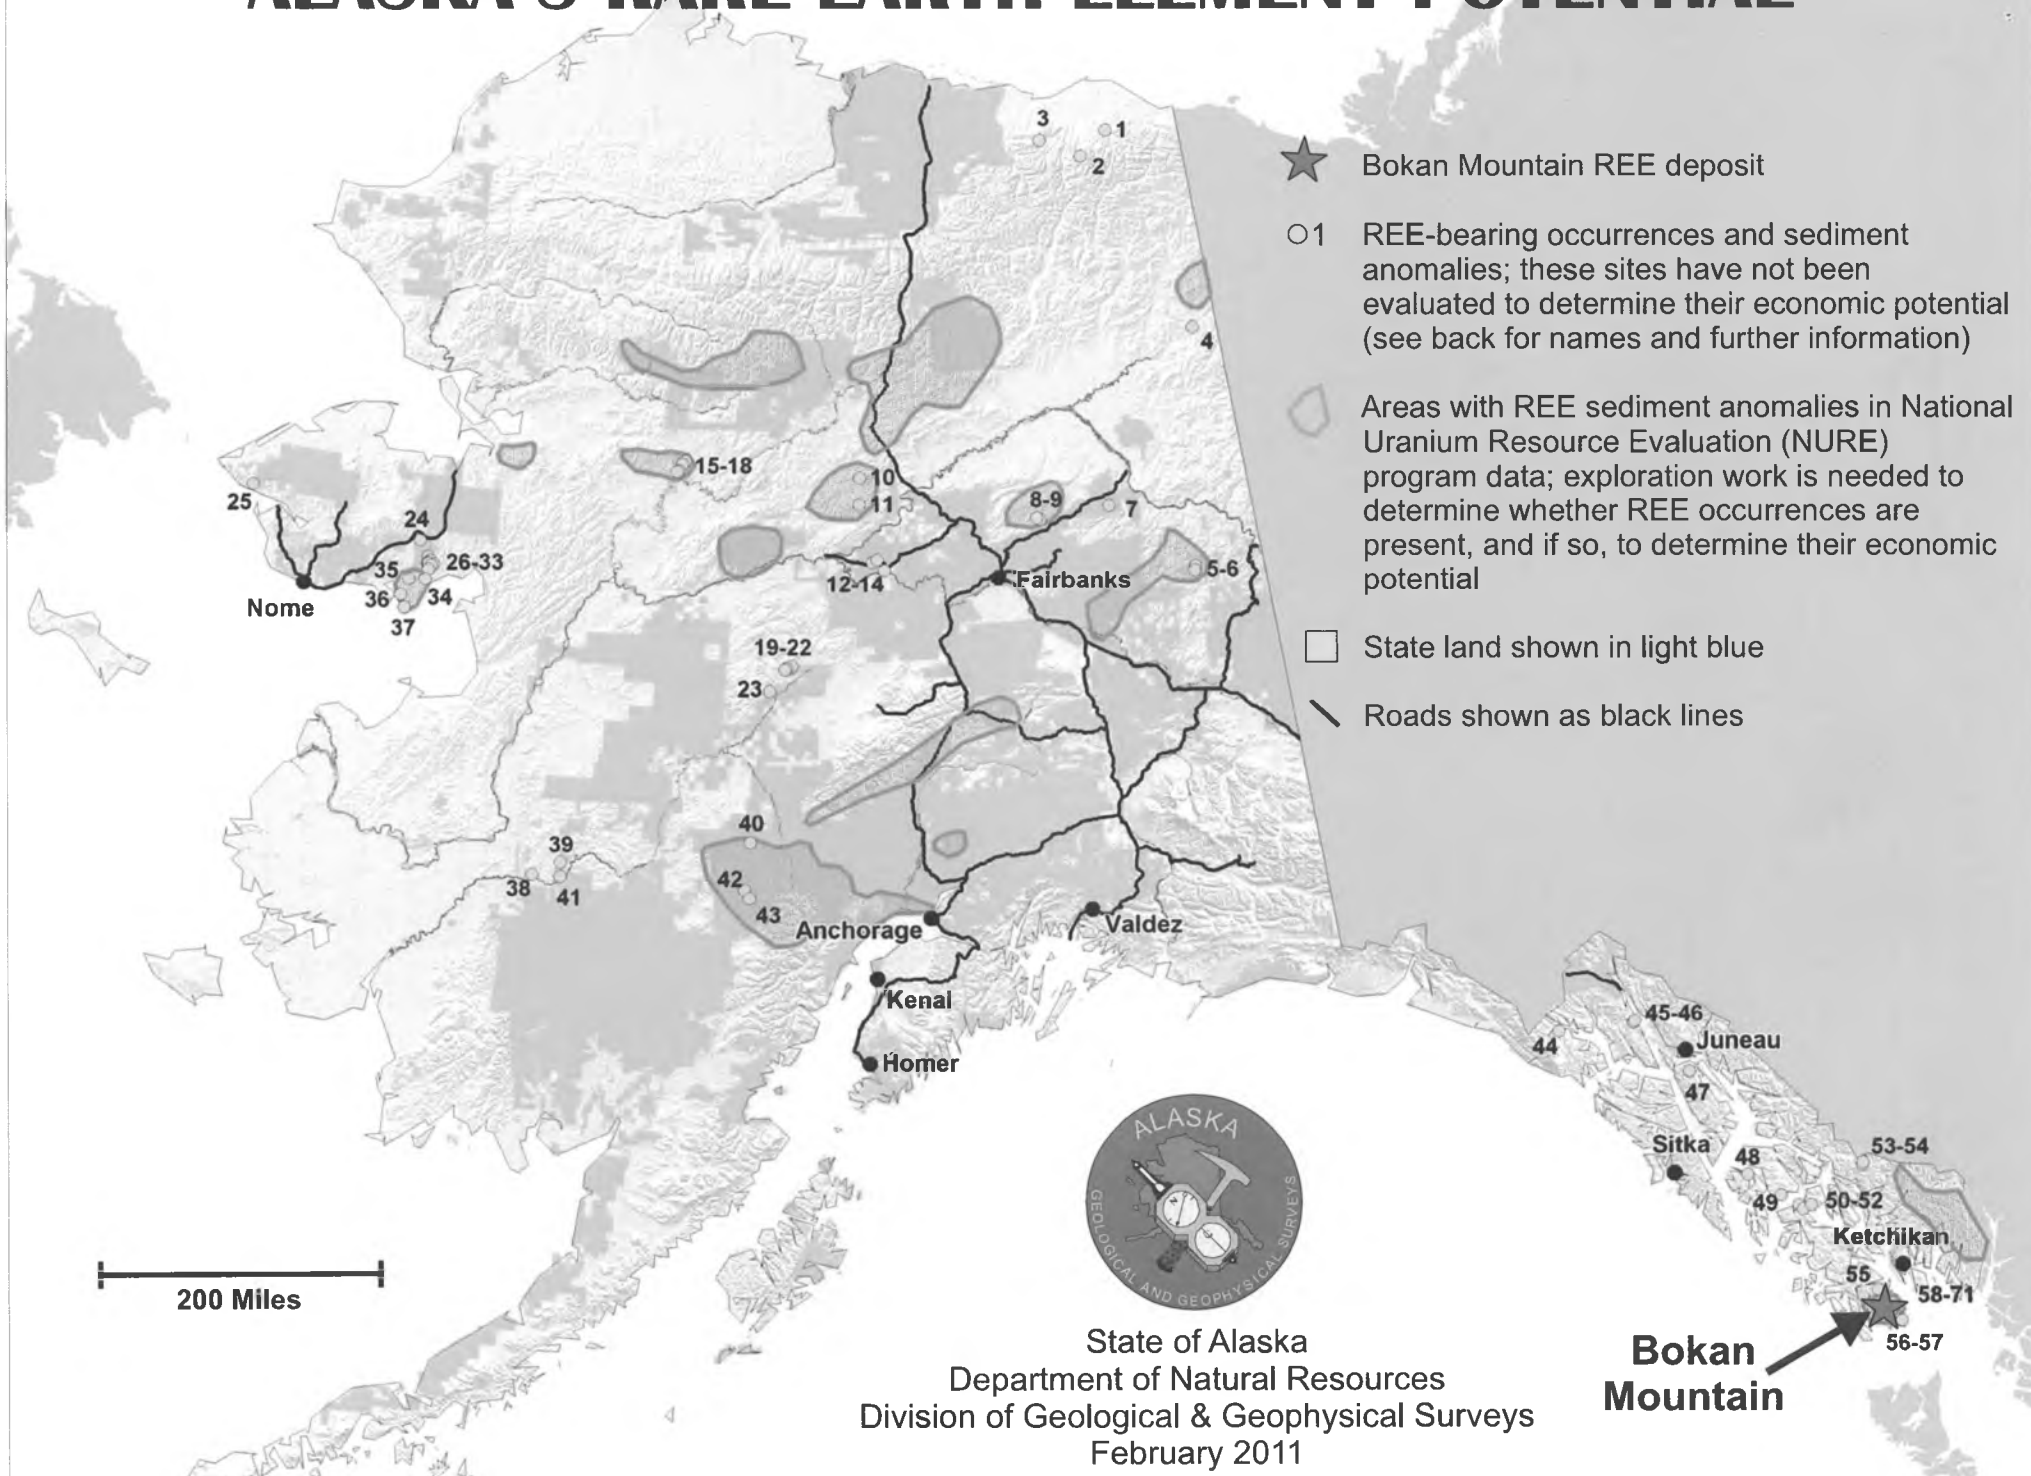 ALASKA'S RARE EARTH ELEMENT POTENTIAL
3
1
2
4
Bokan Mountain REE deposit
1 REE-bearing occurrences and sediment
anomalies; these sites have not been
evaluated to determine their economic potential
(see back for names and further information)
Areas with REE sediment anomalies in National
Uranium Resource Evaluation (NURE)
program data; exploration work is needed to
determine whether REE occurrences are
present, and if so, to determine their economic
potential
State land shown in light blue
Roads shown as black lines
15-18
10
11
8-9
7
25
24
26-33
35
36
34
37
Nome
12-14
Fairbanks
5-6
19-22
23
40
39
38
41
42
43
Anchorage
Valdez
Kenai
Homer
45-46
44
Juneau
47
Sitka
48
53-54
49
50-52
Ketchikan
55
58-71
56-57
Bokan
Mountain
200 Miles
ALASKA
GEOLOGICAL AND GEOPHYSICAL SURVEYS
State of Alaska
Department of Natural Resources
Division of Geological & Geophysical Surveys
February 2011